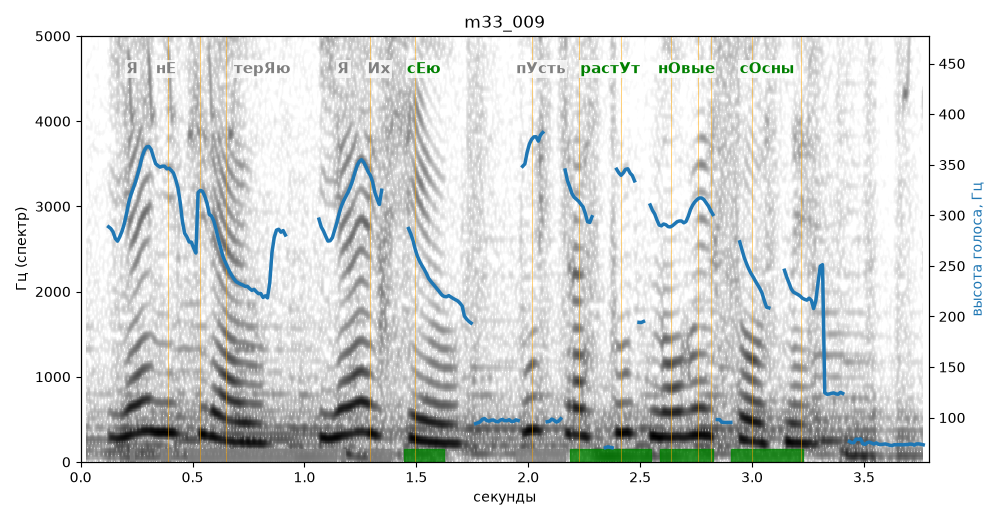 m33_009
Я нЕ терЯю Я Их сЕю пУсть растУт нОвые сОсны
5000
4000
3000
2000
1000
0
Гц (спектр)
450
400
350
300
250
200
150
100
высота голоса, Гц
0.0 0.5 1.0 1.5 2.0 2.5 3.0 3.5
секунды